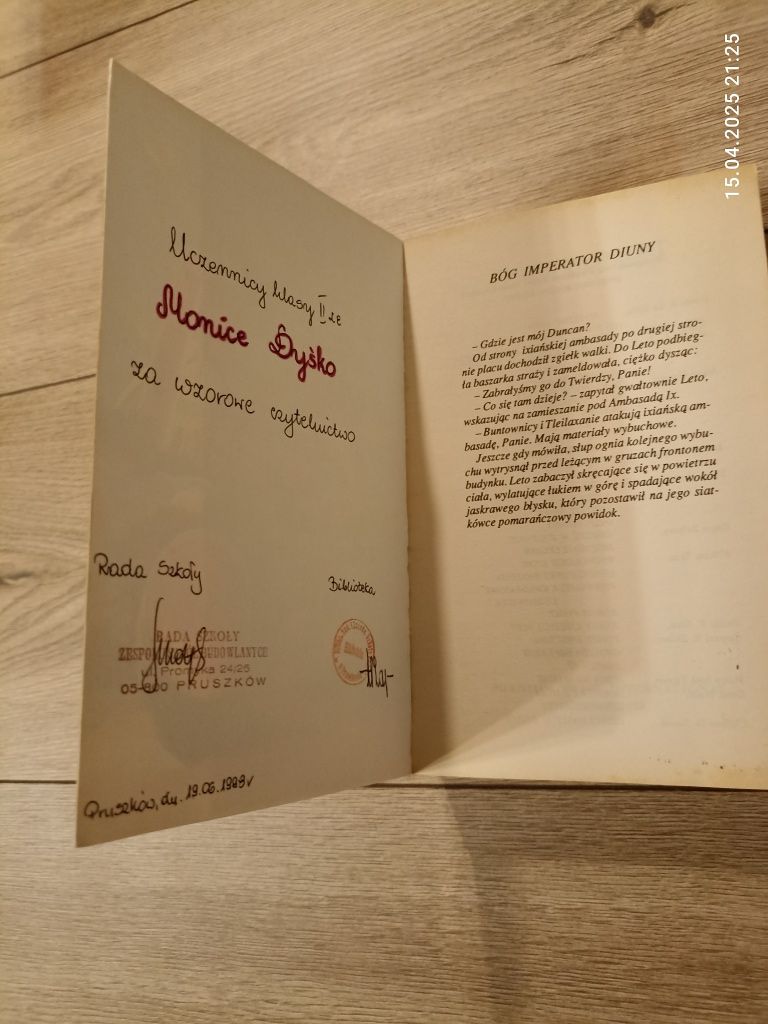 15.04.2025 21:25
Uczennicy klasy II
Monice Dyśko
za wzorowe czytelnictwo
Rada Szkoły
Biblioteka
RADA SZKOŁY
BUDOWLANYCH
24/26
05-800 PRUSZKÓW
Pruszków, dn. 19.06.1989 r
BÓG IMPERATOR DIUNY
– Gdzie jest mój Duncan?
Od strony ixiańskiej ambasady po drugiej stro-
nie placu dochodził zgiełk walki. Do Leto podbieg-
ła baszarka straży i zameldowała, ciężko dysząc:
– Zabrałyśmy go do Twierdzy, Panie!
– Co się tam dzieje? – zapytał gwałtownie Leto,
wskazując na zamieszanie pod Ambasadą Ix.
– Buntownicy i Tleilaxanie atakują ixiańską am-
basadę, Panie. Mają materiały wybuchowe.
Jeszcze gdy mówiła, słup ognia kolejnego wybu-
chu wytrysnął przed leżącym w gruzach frontonem
budynku. Leto zobaczył skręcające się w powietrzu
ciała, wylatujące łukiem w górę i spadające wokół
jaskrawego błysku, który pozostawił na jego siat-
kówce pomarańczowy powidok.